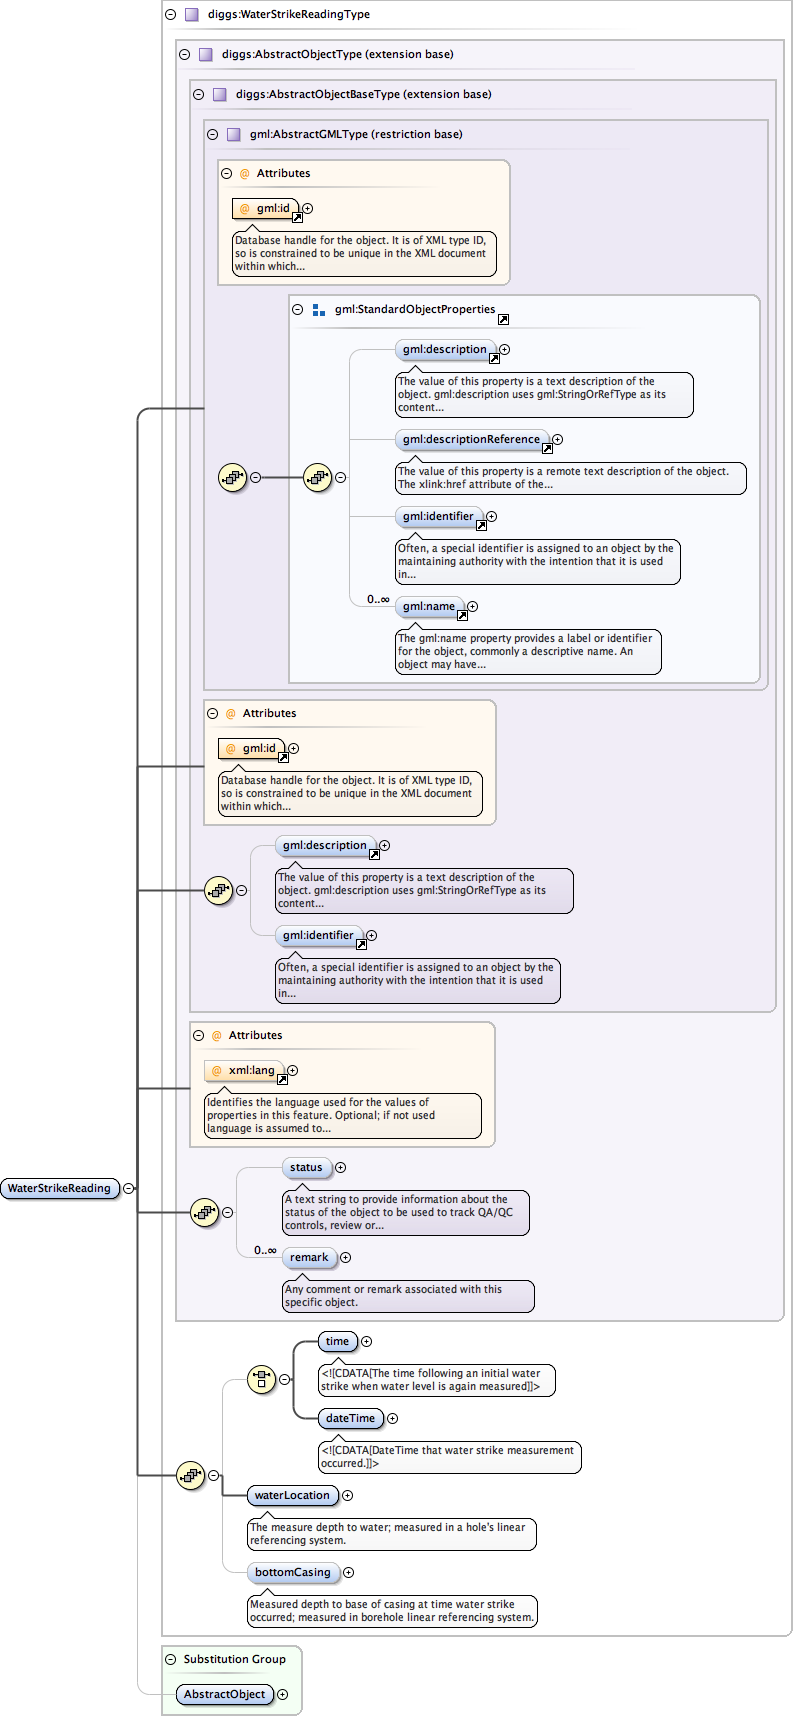 diggs:WaterStrikeReadingType
diggs:AbstractObjectType (extension base)
diggs:AbstractObjectBaseType (extension base)
gml:AbstractGMLType (restriction base)
@ Attributes
@ gml:id
Database handle for the object. It is of XML type ID,
so is constrained to be unique in the XML document
within which...
gml:StandardObjectProperties
gml:description
The value of this property is a text description of the
object. gml:description uses gml:StringOrRefType as its
content...
gml:descriptionReference
The value of this property is a remote text description of the object.
The xlink:href attribute of the...
gml:identifier
Often, a special identifier is assigned to an object by the
maintaining authority with the intention that it is used
in...
0..∞ gml:name
The gml:name property provides a label or identifier
for the object, commonly a descriptive name. An
object may have...
@ Attributes
@ gml:id
Database handle for the object. It is of XML type ID,
so is constrained to be unique in the XML document
within which...
gml:description
The value of this property is a text description of the
object. gml:description uses gml:StringOrRefType as its
content...
gml:identifier
Often, a special identifier is assigned to an object by the
maintaining authority with the intention that it is used
in...
@ Attributes
@ xml:lang
Identifies the language used for the values of
properties in this feature. Optional; if not used
language is assumed to...
WaterStrikeReading
status
A text string to provide information about the
status of the object to be used to track QA/QC
controls, review or...
0..∞ remark
Any comment or remark associated with this
specific object.
time
<![CDATA[The time following an initial water
strike when water level is again measured]]>
dateTime
<![CDATA[DateTime that water strike measurement
occurred.]]>
waterLocation
The measure depth to water; measured in a hole's linear
referencing system.
bottomCasing
Measured depth to base of casing at time water strike
occurred; measured in borehole linear referencing system.
Substitution Group
AbstractObject